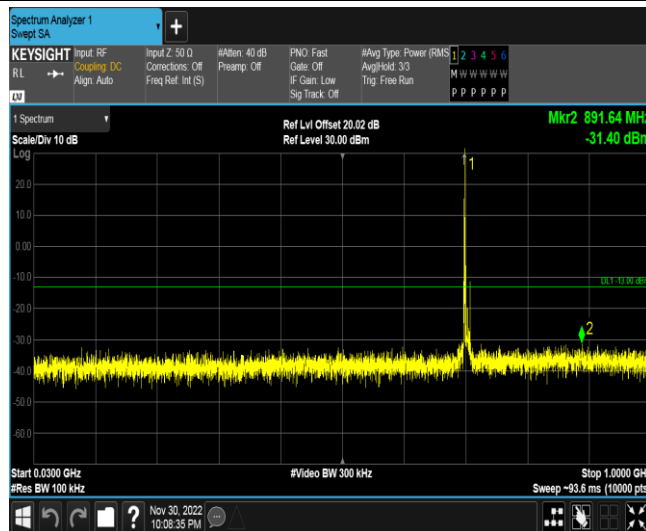 Spectrum Analyzer 1
Swept SA
+
KEYSIGHT
RL
LXI
Input: RF
Coupling: DC
Align: Auto
Input Z: 50 Ω
Corrections: Off
Freq Ref: Int (S)
#Atten: 40 dB
Preamp: Off
PNO: Fast
Gate: Off
IF Gain: Low
Sig Track: Off
#Avg Type: Power (RMS
Avg|Hold: 3/3
Trig: Free Run
1 2 3 4 5 6
M W W W W W
P P P P P P
1 Spectrum
Scale/Div 10 dB
Log
Ref Lvl Offset 20.02 dB
Ref Level 30.00 dBm
Mkr2 891.64 MHz
-31.40 dBm
1
20.0
10.0
0.00
-10.0
DL1 -13.00 dBm
-20.0
-30.0
2
-40.0
-50.0
-60.0
Start 0.0300 GHz
#Res BW 100 kHz
#Video BW 300 kHz
Stop 1.0000 GH
Sweep ~93.6 ms (10000 pts
?
Nov 30, 2022
10:08:35 PM